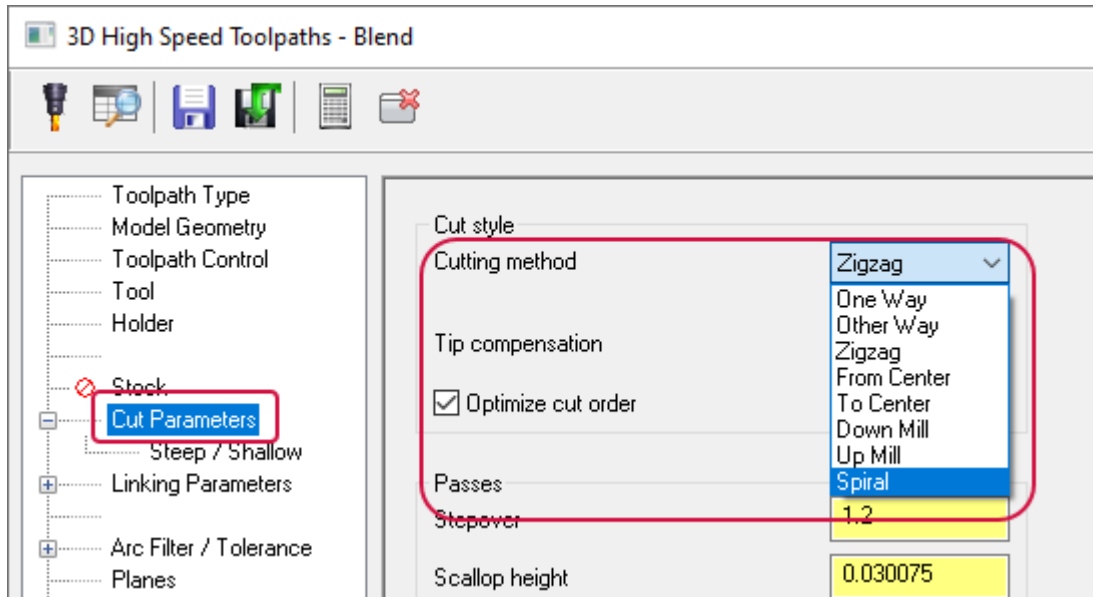 3D High Speed Toolpaths - Blend
Toolpath Type
Model Geometry
Toolpath Control
Tool
Holder
Stock
Cut Parameters
Steep / Shallow
Linking Parameters
Arc Filter / Tolerance
Planes
Cut style
Cutting method Zigzag
One Way
Other Way
Zigzag
From Center
To Center
Down Mill
Up Mill
Spiral
Tip compensation
Optimize cut order
Passes
Stepover 1.2
Scallop height 0.030075